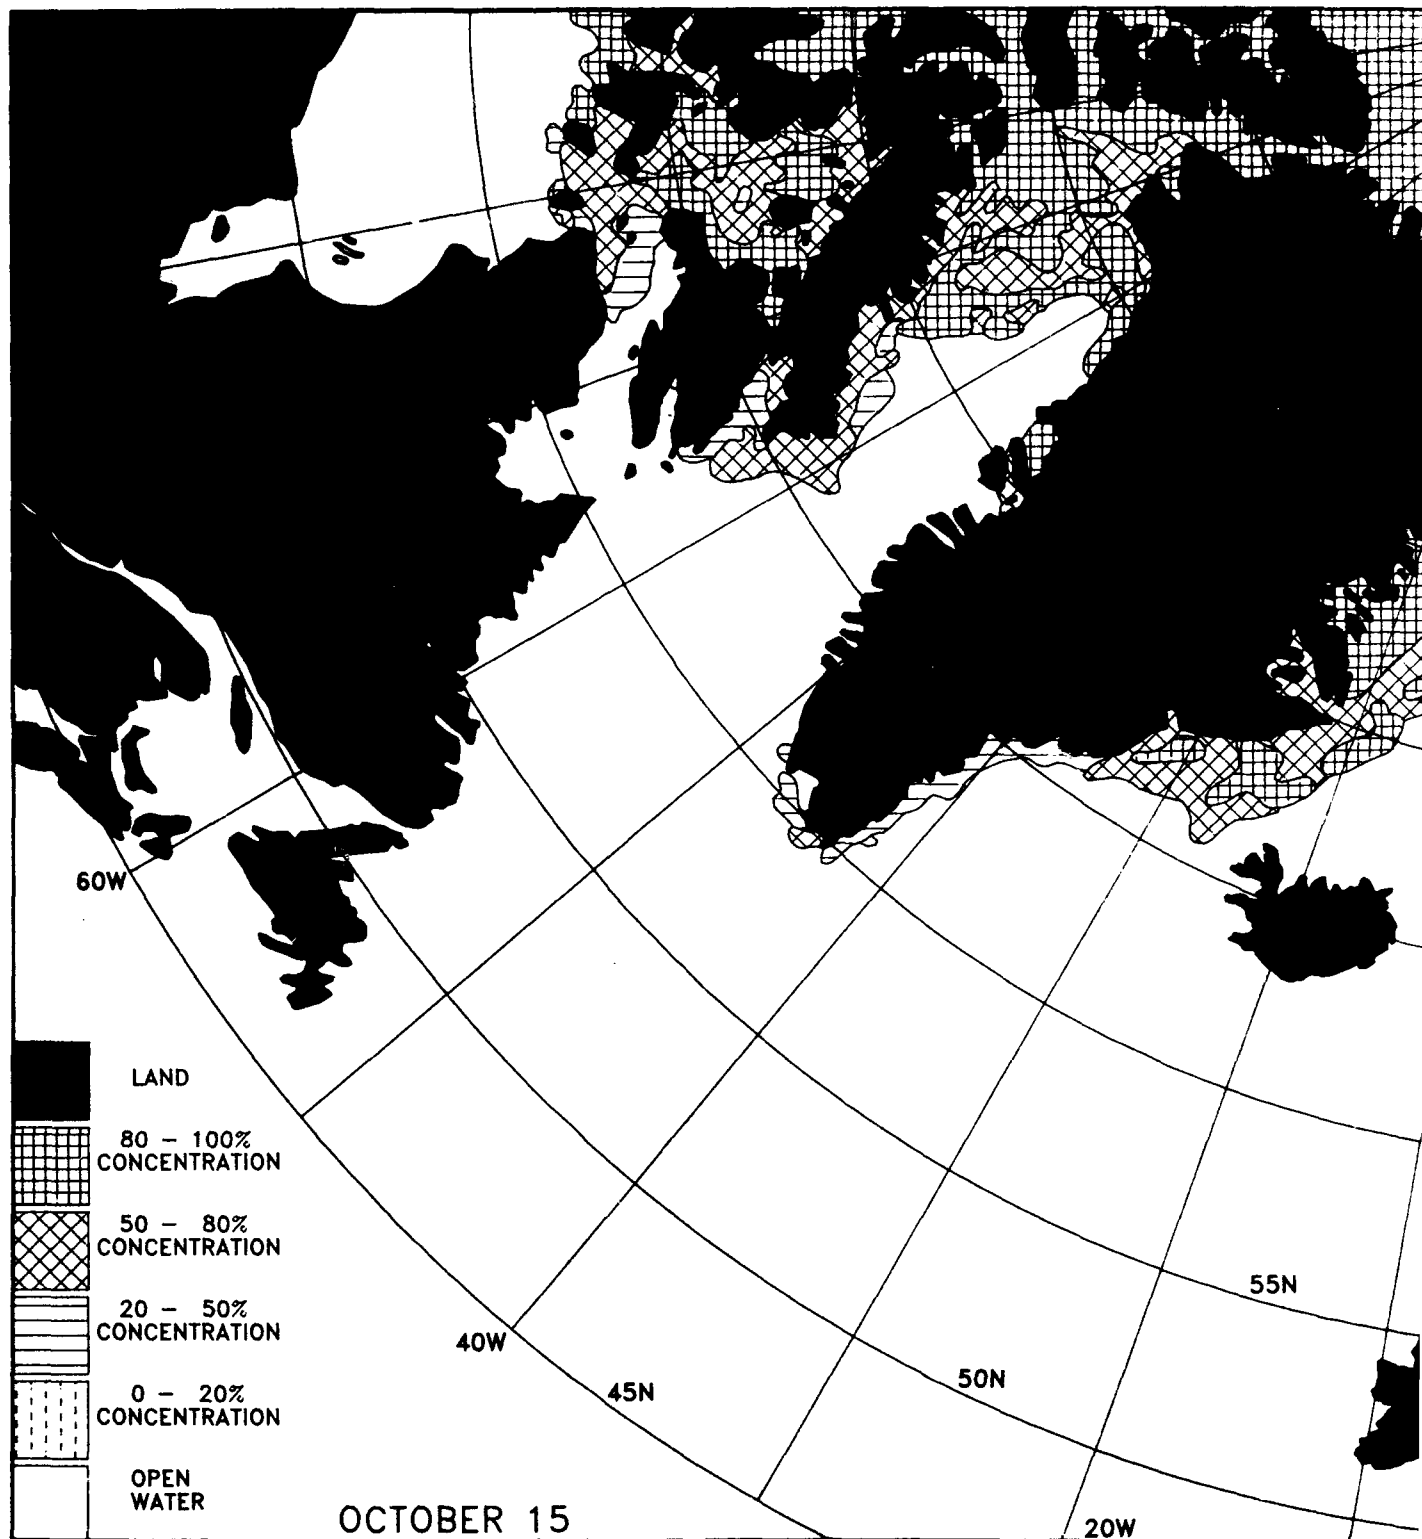 60W
LAND
80 - 100%
CONCENTRATION
50 - 80%
CONCENTRATION
20 - 50%
CONCENTRATION
0 - 20%
CONCENTRATION
OPEN
WATER
40W
45N
50N
55N
20W
OCTOBER 15